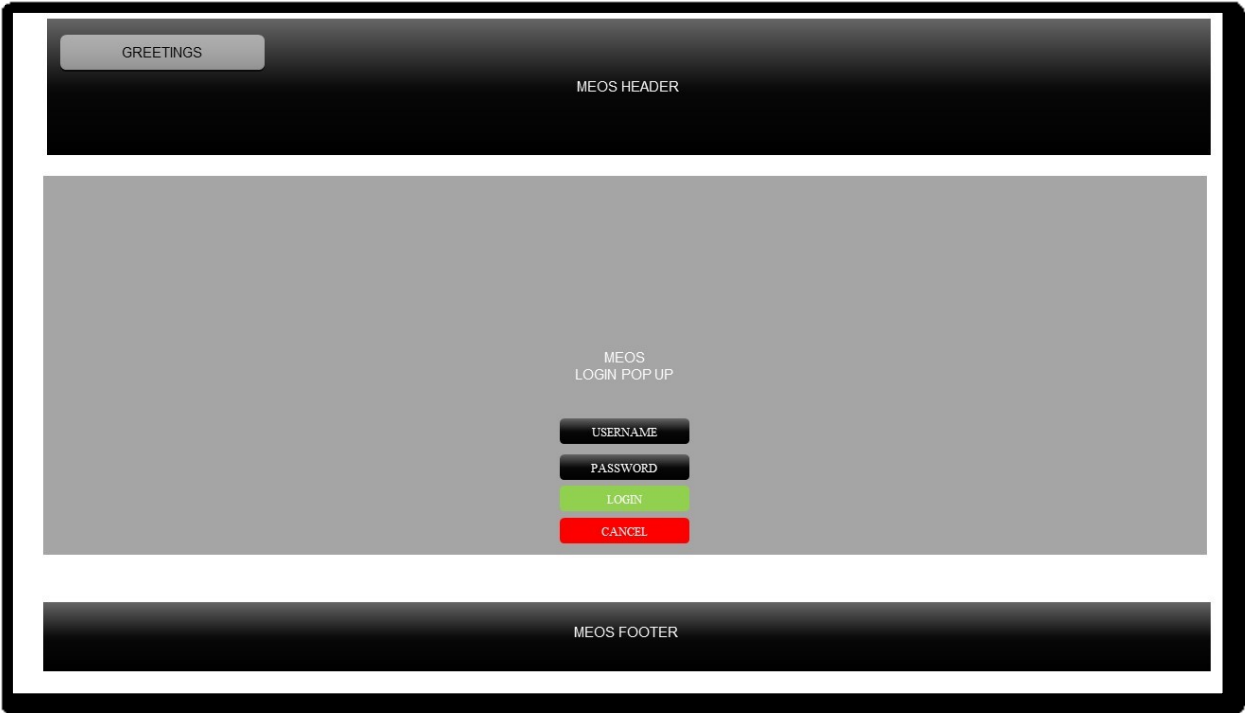 GREETINGS
MEOS HEADER
MEOS
LOGIN POP UP
USERNAME
PASSWORD
LOGIN
CANCEL
MEOS FOOTER